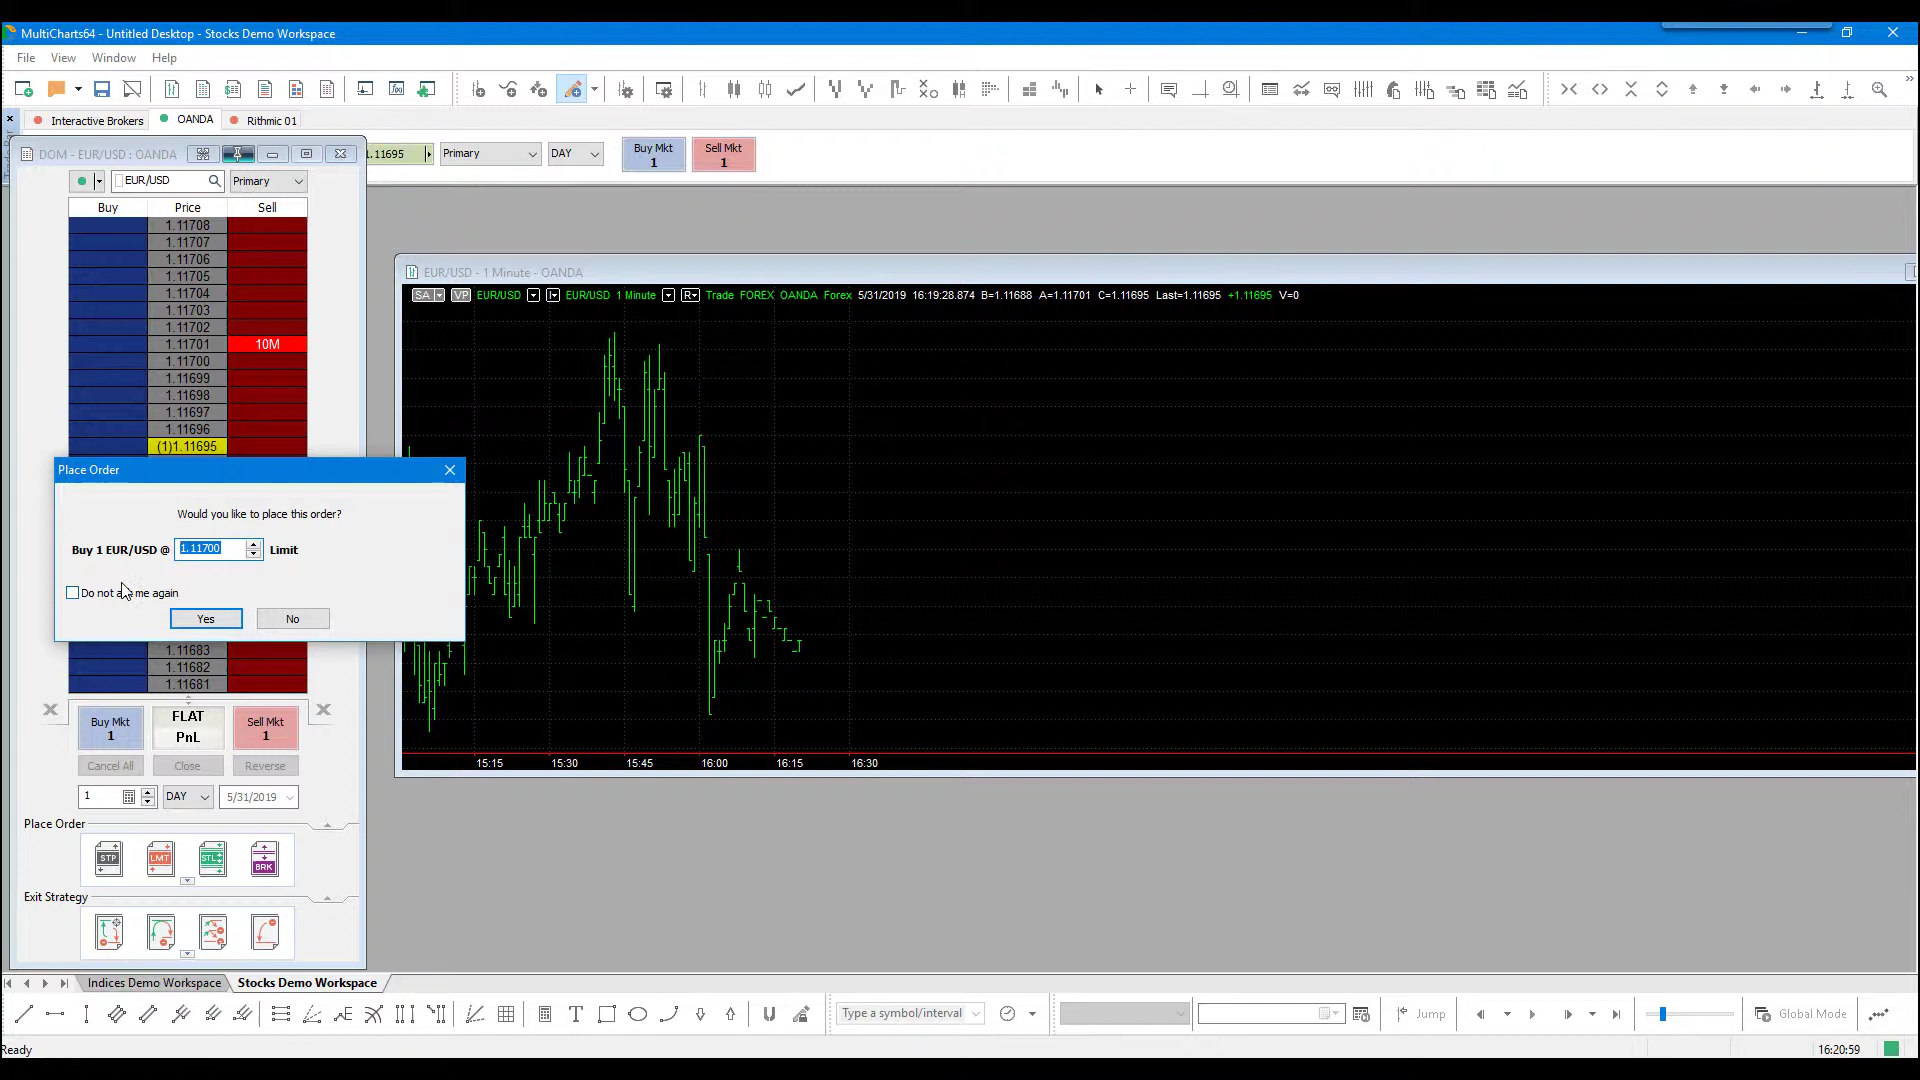 MultiCharts64 - Untitled Desktop - Stocks Demo Workspace
File View Window Help
Interactive Brokers OANDA Rithmic 01
DOM - EUR/USD : OANDA
1.11695 Primary DAY Buy Mkt 1 Sell Mkt 1
EUR/USD Primary
Buy Price Sell
1.11708
1.11707
1.11706
1.11705
1.11704
1.11703
1.11702
1.11701 10M
1.11700
1.11699
1.11698
1.11697
1.11696
(1)1.11695
EUR/USD - 1 Minute - OANDA
SA VP EUR/USD I EUR/USD 1 Minute R Trade FOREX OANDA Forex 5/31/2019 16:19:28.874 B=1.11688 A=1.11701 C=1.11695 Last=1.11695 +1.11695 V=0
Place Order
Would you like to place this order?
Buy 1 EUR/USD @ 1.11700 Limit
Do not me again
Yes No
1.11683
1.11682
1.11681
15:15 15:30 15:45 16:00 16:15 16:30
Buy Mkt 1 FLAT PnL Sell Mkt 1
Cancel All Close Reverse
1 DAY 5/31/2019
Place Order
STP LMT STL BRK
Exit Strategy
Indices Demo Workspace Stocks Demo Workspace
Type a symbol/interval Jump Global Mode
Ready 16:20:59